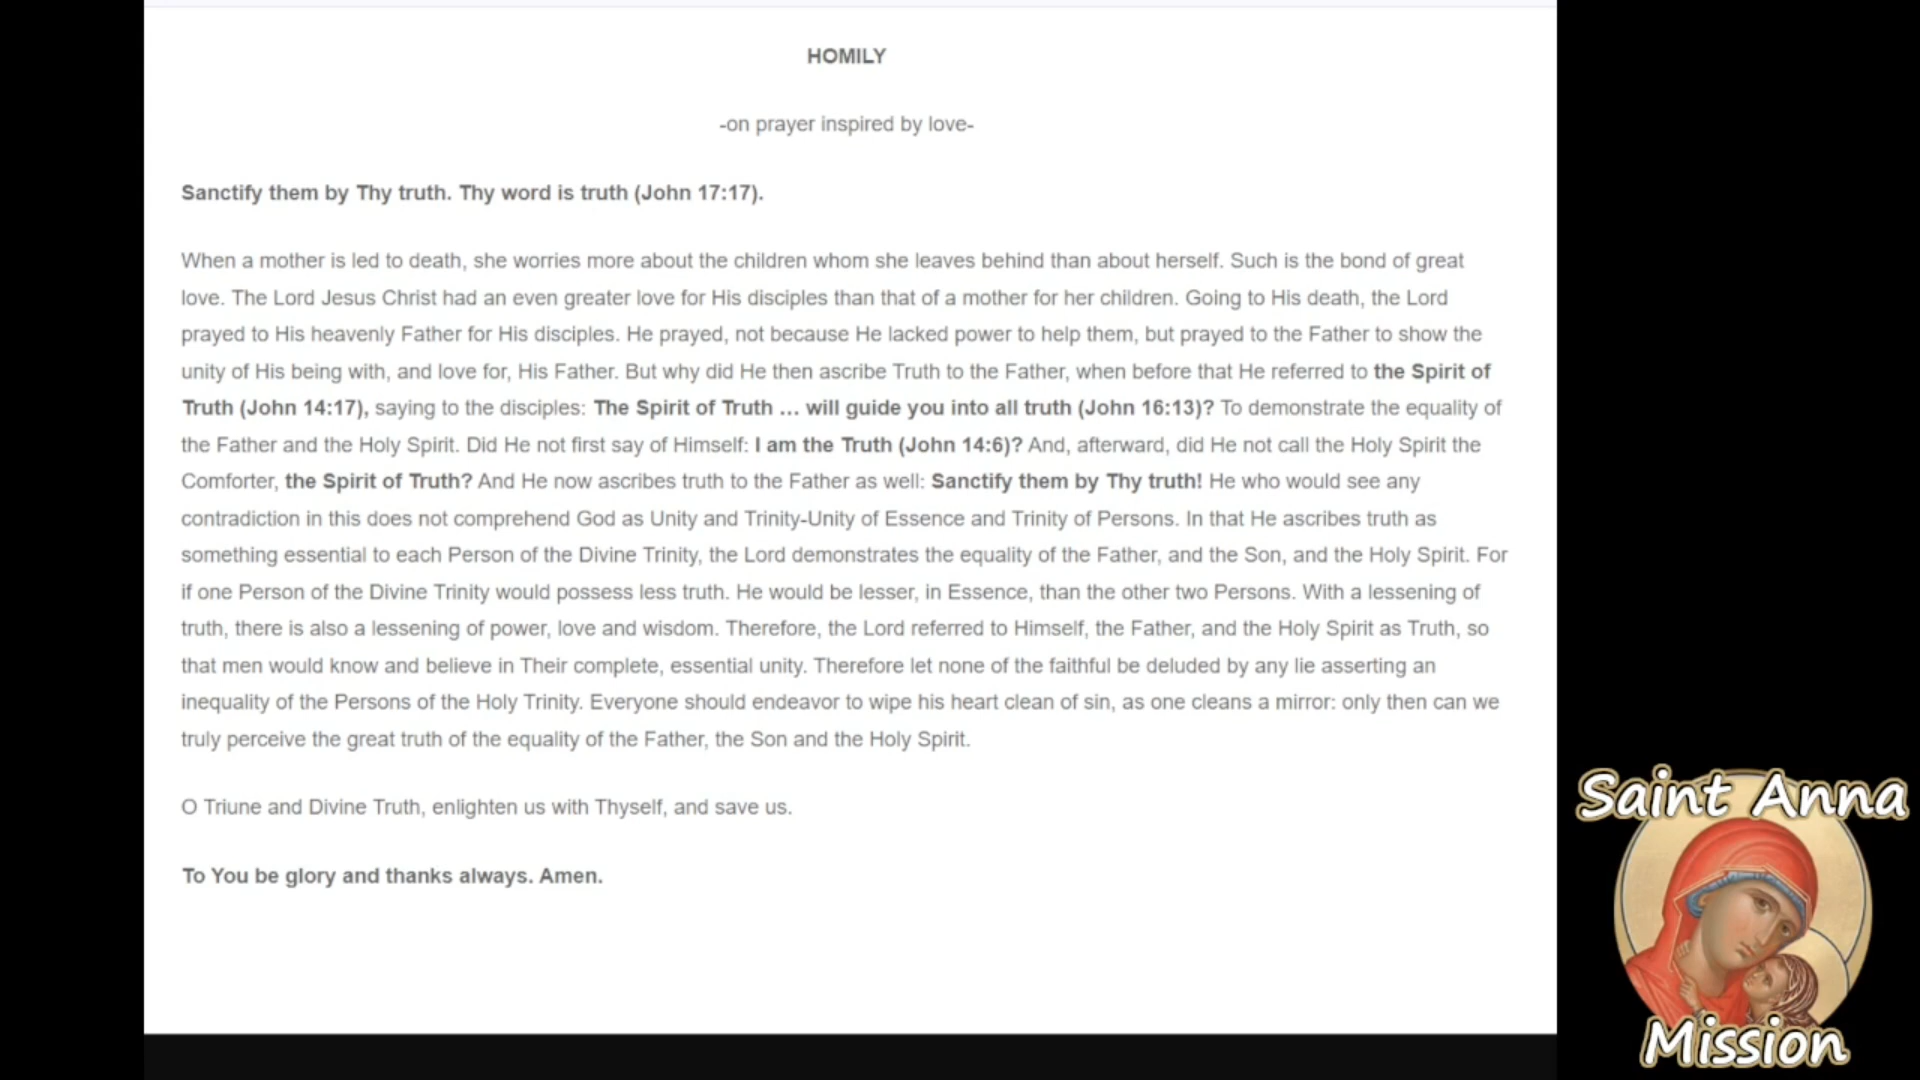 HOMILY
-on prayer inspired by love-
Sanctify them by Thy truth. Thy word is truth (John 17:17).
When a mother is led to death, she worries more about the children whom she leaves behind than about herself. Such is the bond of great
love. The Lord Jesus Christ had an even greater love for His disciples than that of a mother for her children. Going to His death, the Lord
prayed to His heavenly Father for His disciples. He prayed, not because He lacked power to help them, but prayed to the Father to show the
unity of His being with, and love for, His Father. But why did He then ascribe Truth to the Father, when before that He referred to the Spirit of
Truth (John 14:17), saying to the disciples: The Spirit of Truth ... will guide you into all truth (John 16:13)? To demonstrate the equality of
the Father and the Holy Spirit. Did He not first say of Himself: I am the Truth (John 14:6)? And, afterward, did He not call the Holy Spirit the
Comforter, the Spirit of Truth? And He now ascribes truth to the Father as well: Sanctify them by Thy truth! He who would see any
contradiction in this does not comprehend God as Unity and Trinity-Unity of Essence and Trinity of Persons. In that He ascribes truth as
something essential to each Person of the Divine Trinity, the Lord demonstrates the equality of the Father, and the Son, and the Holy Spirit. For
if one Person of the Divine Trinity would possess less truth. He would be lesser, in Essence, than the other two Persons. With a lessening of
truth, there is also a lessening of power, love and wisdom. Therefore, the Lord referred to Himself, the Father, and the Holy Spirit as Truth, so
that men would know and believe in Their complete, essential unity. Therefore let none of the faithful be deluded by any lie asserting an
inequality of the Persons of the Holy Trinity. Everyone should endeavor to wipe his heart clean of sin, as one cleans a mirror: only then can we
truly perceive the great truth of the equality of the Father, the Son and the Holy Spirit.
O Triune and Divine Truth, enlighten us with Thyself, and save us.
To You be glory and thanks always. Amen.
Saint Anna
Mission